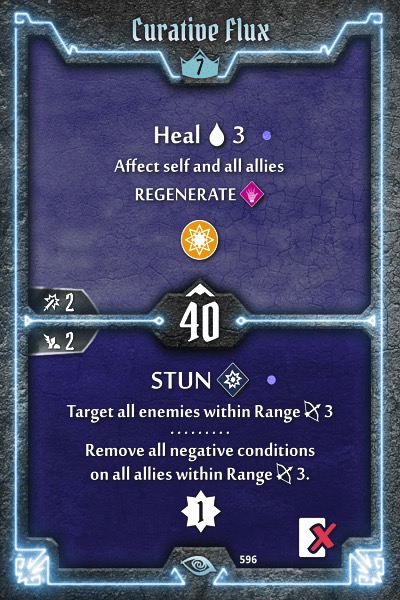 Curative Flux
7
Heal 3
Affect self and all allies
REGENERATE
2
40
2
STUN
Target all enemies within Range 3
Remove all negative conditions
on all allies within Range 3.
1
596